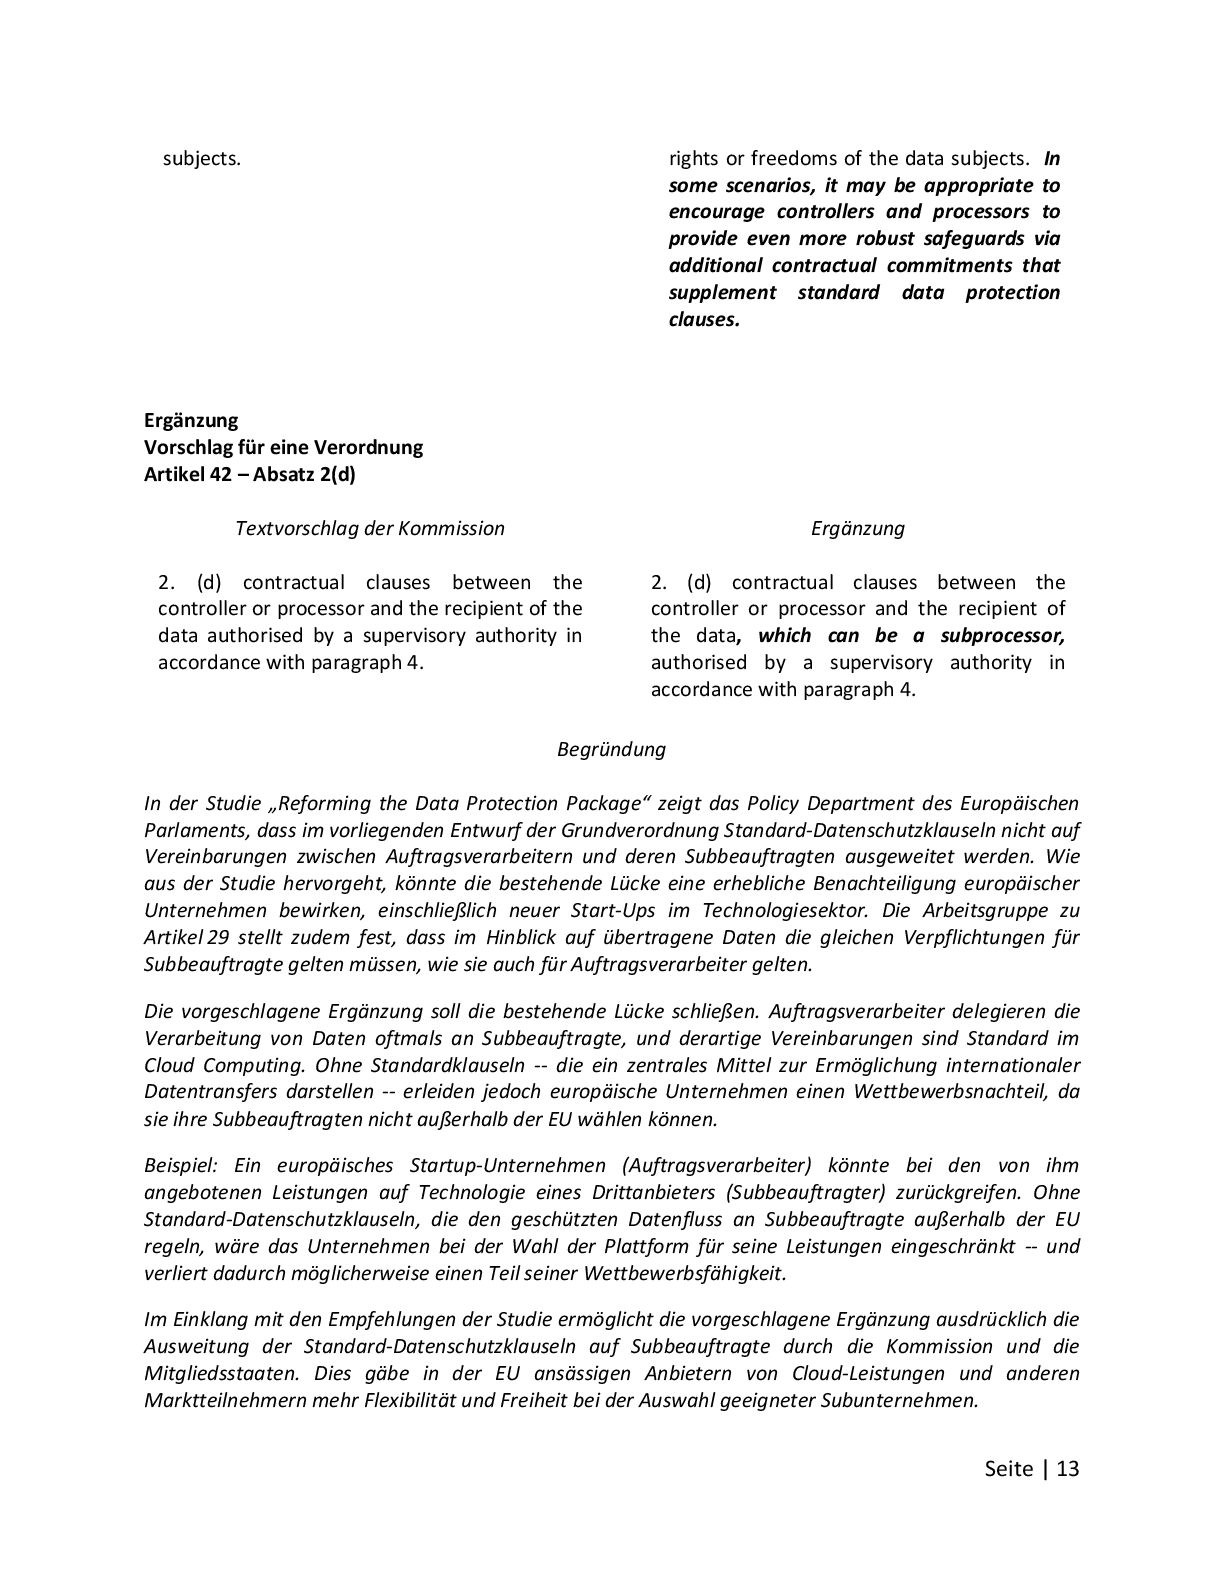 subjects.
rights or freedoms of the data subjects. In
some scenarios, it may be appropriate to
encourage controllers and processors to
provide even more robust safeguards via
additional contractual commitments that
supplement standard data protection
clauses.
Ergänzung
Vorschlag für eine Verordnung
Artikel 42 – Absatz 2(d)
Textvorschlag der Kommission
2. (d) contractual clauses between the
controller or processor and the recipient of the
data authorised by a supervisory authority in
accordance with paragraph 4.
Ergänzung
2. (d) contractual clauses between the
controller or processor and the recipient of
the data, which can be a subprocessor,
authorised by a supervisory authority in
accordance with paragraph 4.
Begründung
In der Studie „Reforming the Data Protection Package“ zeigt das Policy Department des Europäischen
Parlaments, dass im vorliegenden Entwurf der Grundverordnung Standard-Datenschutzklauseln nicht auf
Vereinbarungen zwischen Auftragsverarbeitern und deren Subbeauftragten ausgeweitet werden. Wie
aus der Studie hervorgeht, könnte die bestehende Lücke eine erhebliche Benachteiligung europäischer
Unternehmen bewirken, einschließlich neuer Start-Ups im Technologiesektor. Die Arbeitsgruppe zu
Artikel 29 stellt zudem fest, dass im Hinblick auf übertragene Daten die gleichen Verpflichtungen für
Subbeauftragte gelten müssen, wie sie auch für Auftragsverarbeiter gelten.
Die vorgeschlagene Ergänzung soll die bestehende Lücke schließen. Auftragsverarbeiter delegieren die
Verarbeitung von Daten oftmals an Subbeauftragte, und derartige Vereinbarungen sind Standard im
Cloud Computing. Ohne Standardklauseln -- die ein zentrales Mittel zur Ermöglichung internationaler
Datentransfers darstellen -- erleiden jedoch europäische Unternehmen einen Wettbewerbsnachteil, da
sie ihre Subbeauftragten nicht außerhalb der EU wählen können.
Beispiel: Ein europäisches Startup-Unternehmen (Auftragsverarbeiter) könnte bei den von ihm
angebotenen Leistungen auf Technologie eines Drittanbieters (Subbeauftragter) zurückgreifen. Ohne
Standard-Datenschutzklauseln, die den geschützten Datenfluss an Subbeauftragte außerhalb der EU
regeln, wäre das Unternehmen bei der Wahl der Plattform für seine Leistungen eingeschränkt -- und
verliert dadurch möglicherweise einen Teil seiner Wettbewerbsfähigkeit.
Im Einklang mit den Empfehlungen der Studie ermöglicht die vorgeschlagene Ergänzung ausdrücklich die
Ausweitung der Standard-Datenschutzklauseln auf Subbeauftragte durch die Kommission und die
Mitgliedsstaaten. Dies gäbe in der EU ansässigen Anbietern von Cloud-Leistungen und anderen
Marktteilnehmern mehr Flexibilität und Freiheit bei der Auswahl geeigneter Subunternehmen.
Seite | 13